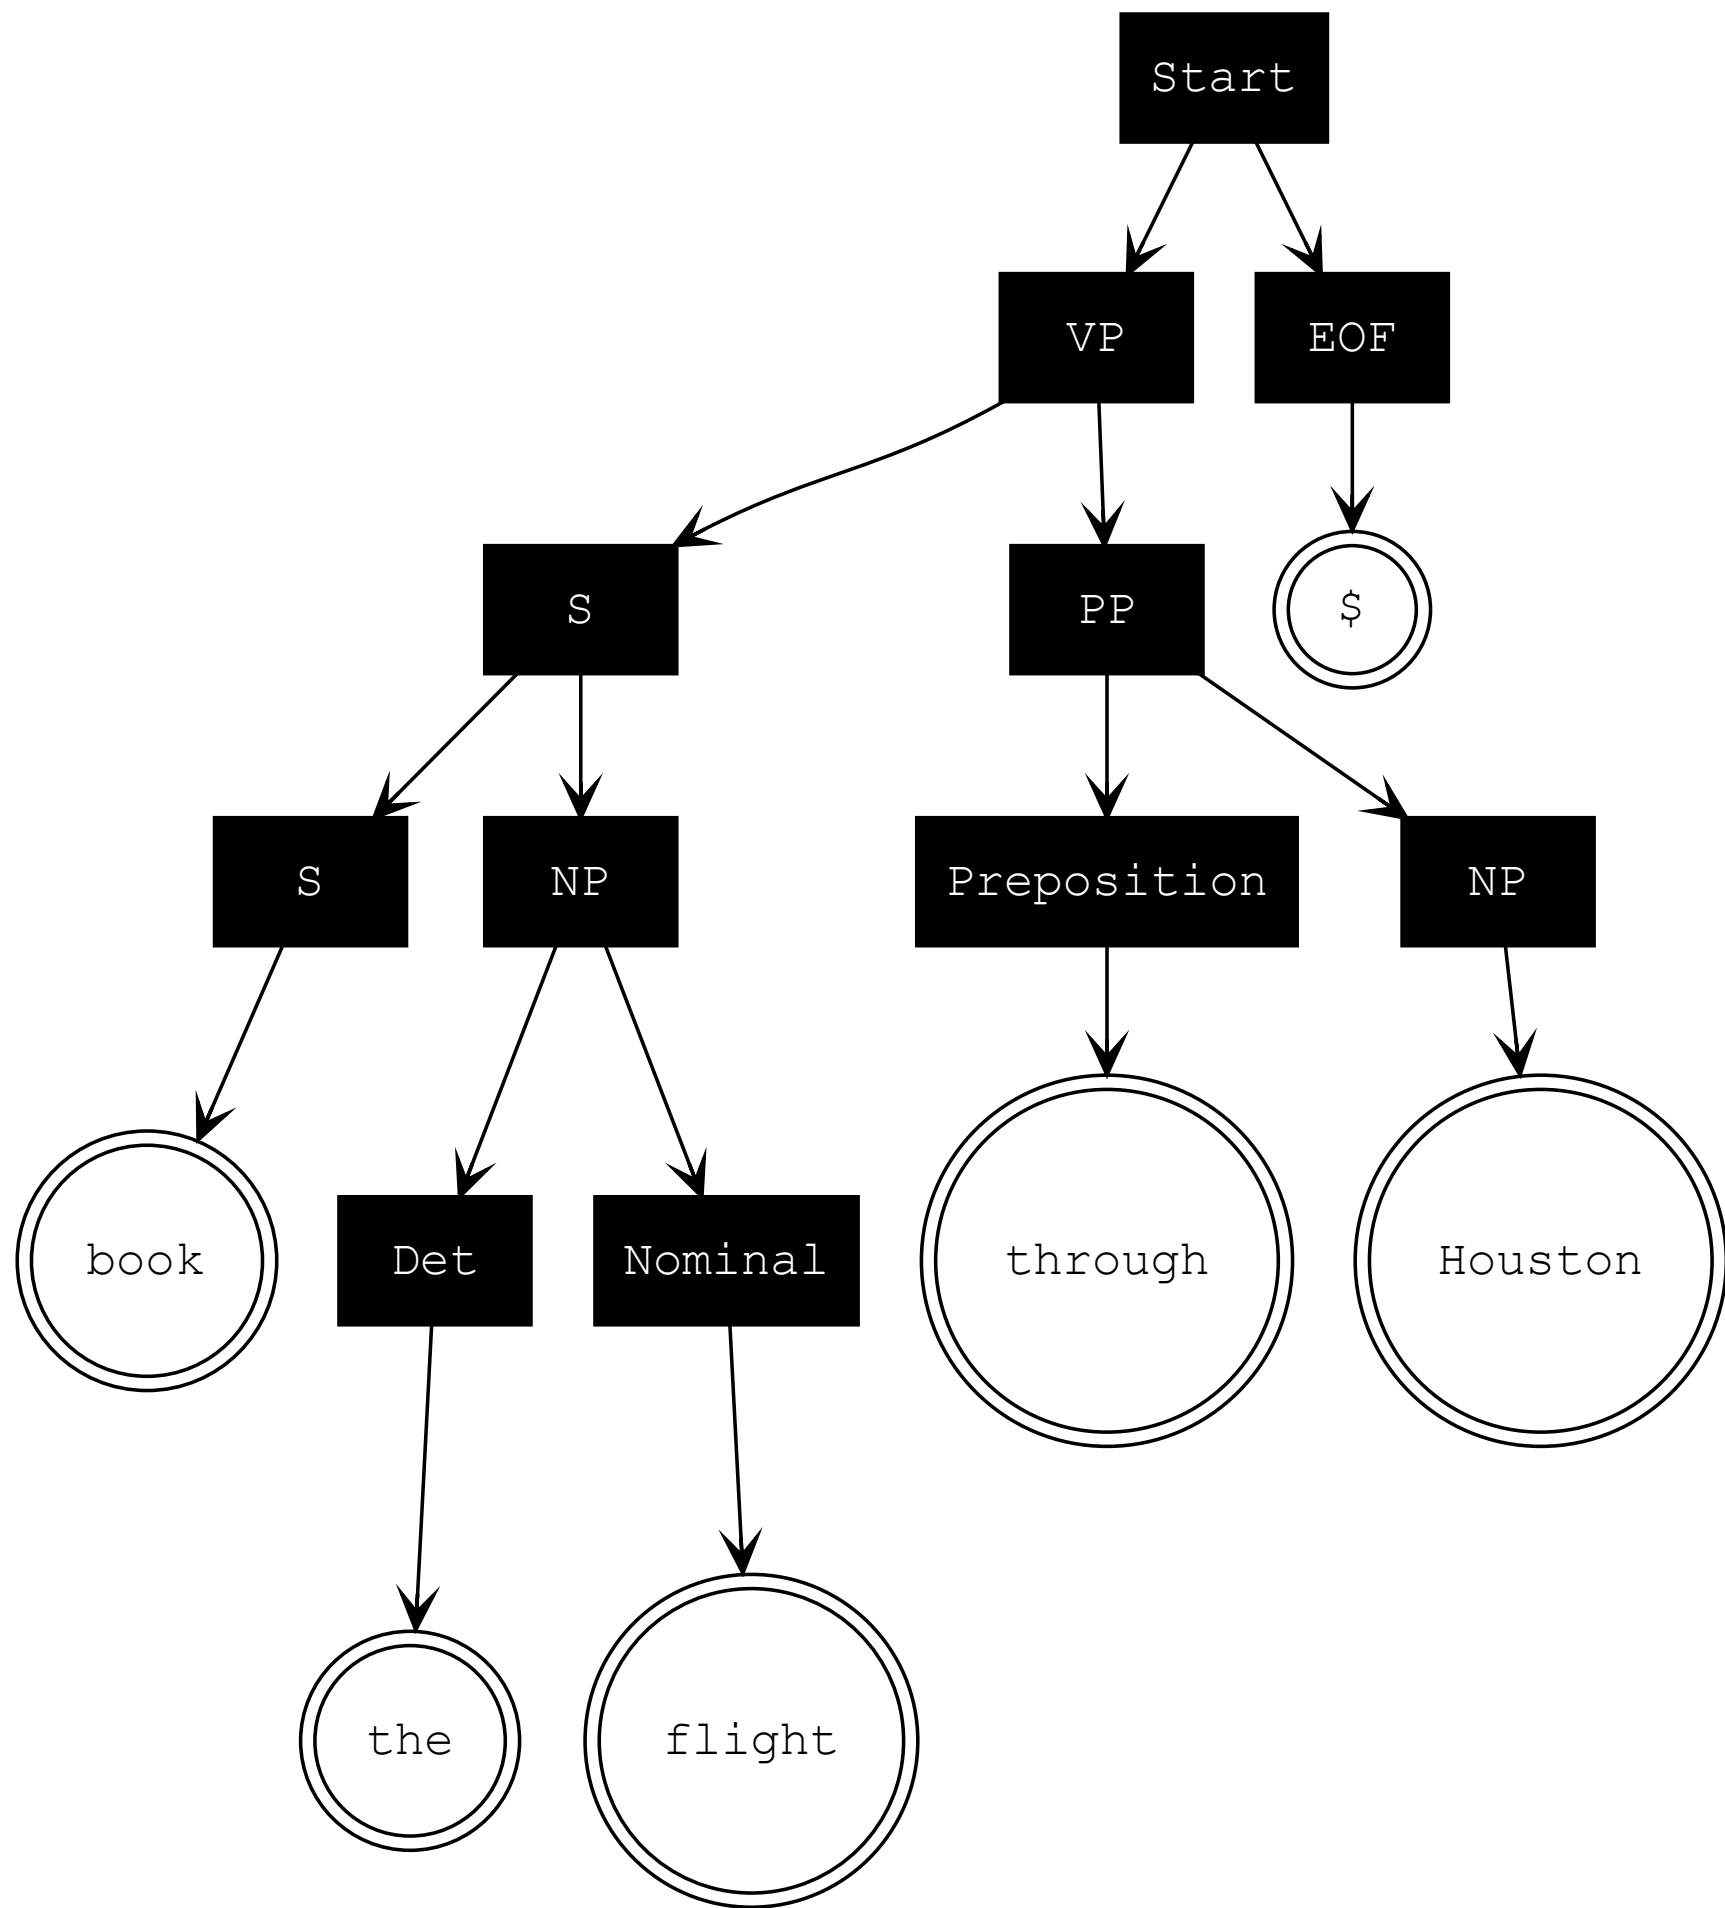 Start
VP EOF
S PP $
S NP Preposition NP
book Det Nominal through Houston
the flight